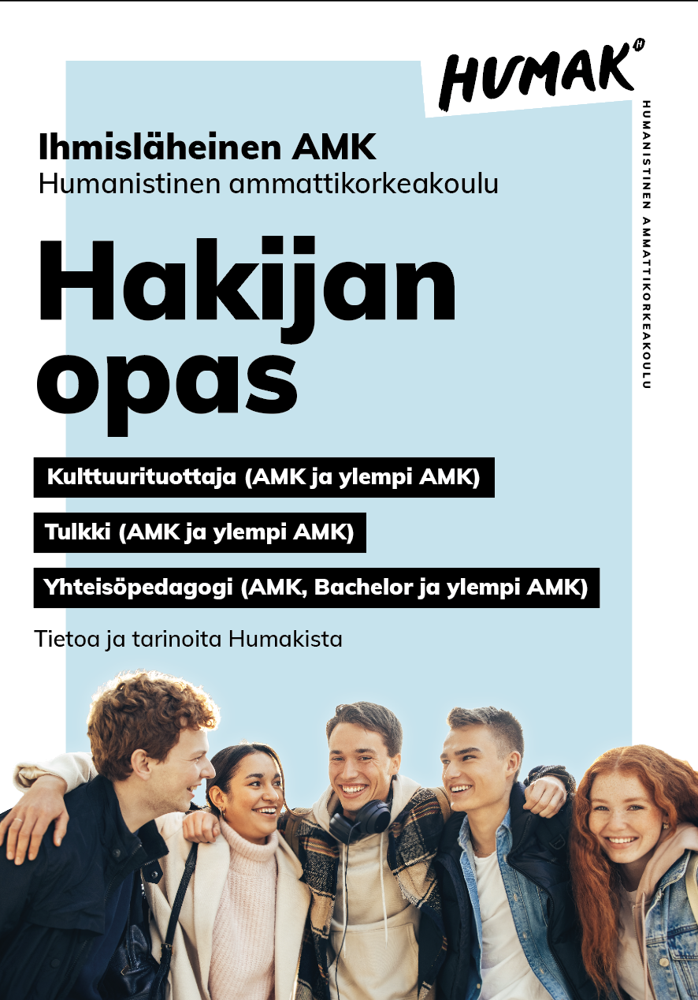 HUMAK
H
HUMANISTINEN AMMATTIKORKEAKOULU
Ihmisläheinen AMK
Humanistinen ammattikorkeakoulu
Hakijan
opas
Kulttuurituottaja (AMK ja ylempi AMK)
Tulkki (AMK ja ylempi AMK)
Yhteisöpedagogi (AMK, Bachelor ja ylempi AMK)
Tietoa ja tarinoita Humakista